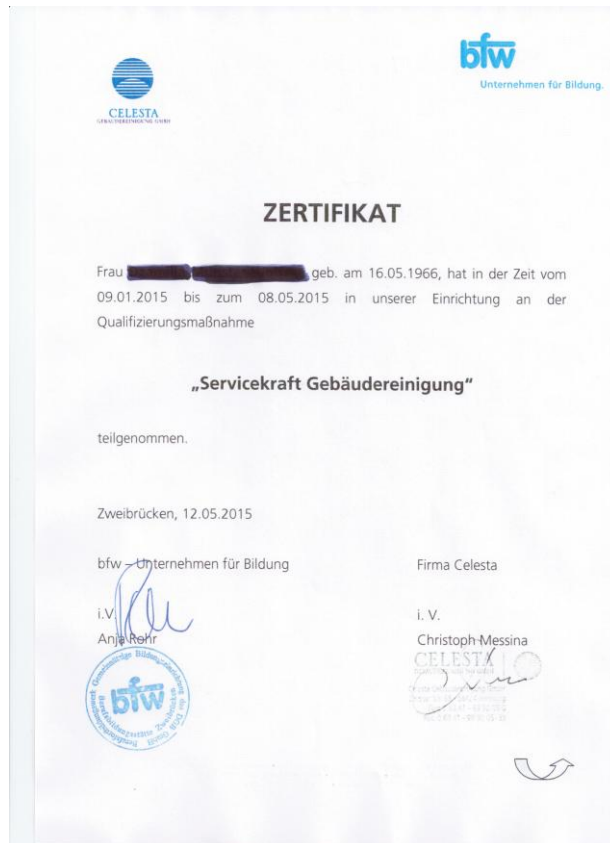 bfw
Unternehmen für Bildung.
CELESTA
GEBÄUDEREINIGUNG GMBH
ZERTIFIKAT
Frau geb. am 16.05.1966, hat in der Zeit vom
09.01.2015 bis zum 08.05.2015 in unserer Einrichtung an der
Qualifizierungsmaßnahme
„Servicekraft Gebäudereinigung“
teilgenommen.
Zweibrücken, 12.05.2015
bfw – Unternehmen für Bildung Firma Celesta
i.V. i. V.
Anja Rohr Christoph Messina
CELESTA
bfw